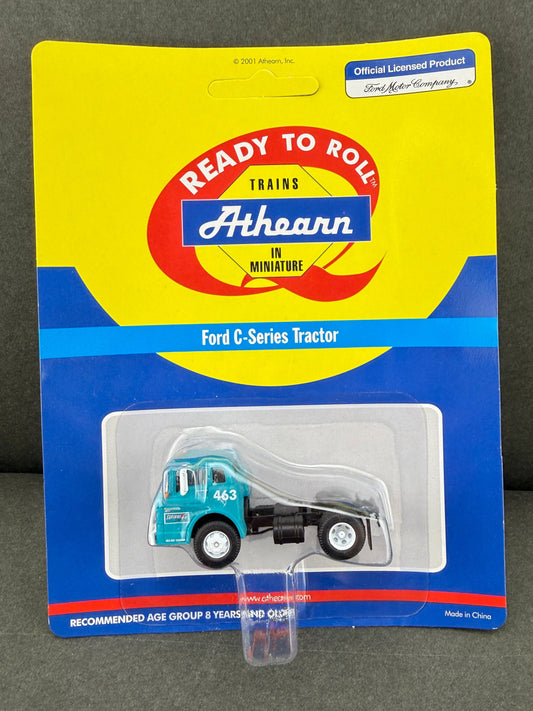 © 2001 Athearn, Inc.
Official Licensed Product
Ford Motor Company,
READY TO ROLL™
TRAINS
Athearn
IN
MINIATURE
Ford C-Series Tractor
463
www.athearn.com
RECOMMENDED AGE GROUP 8 YEARS AND OLDER
Made in China